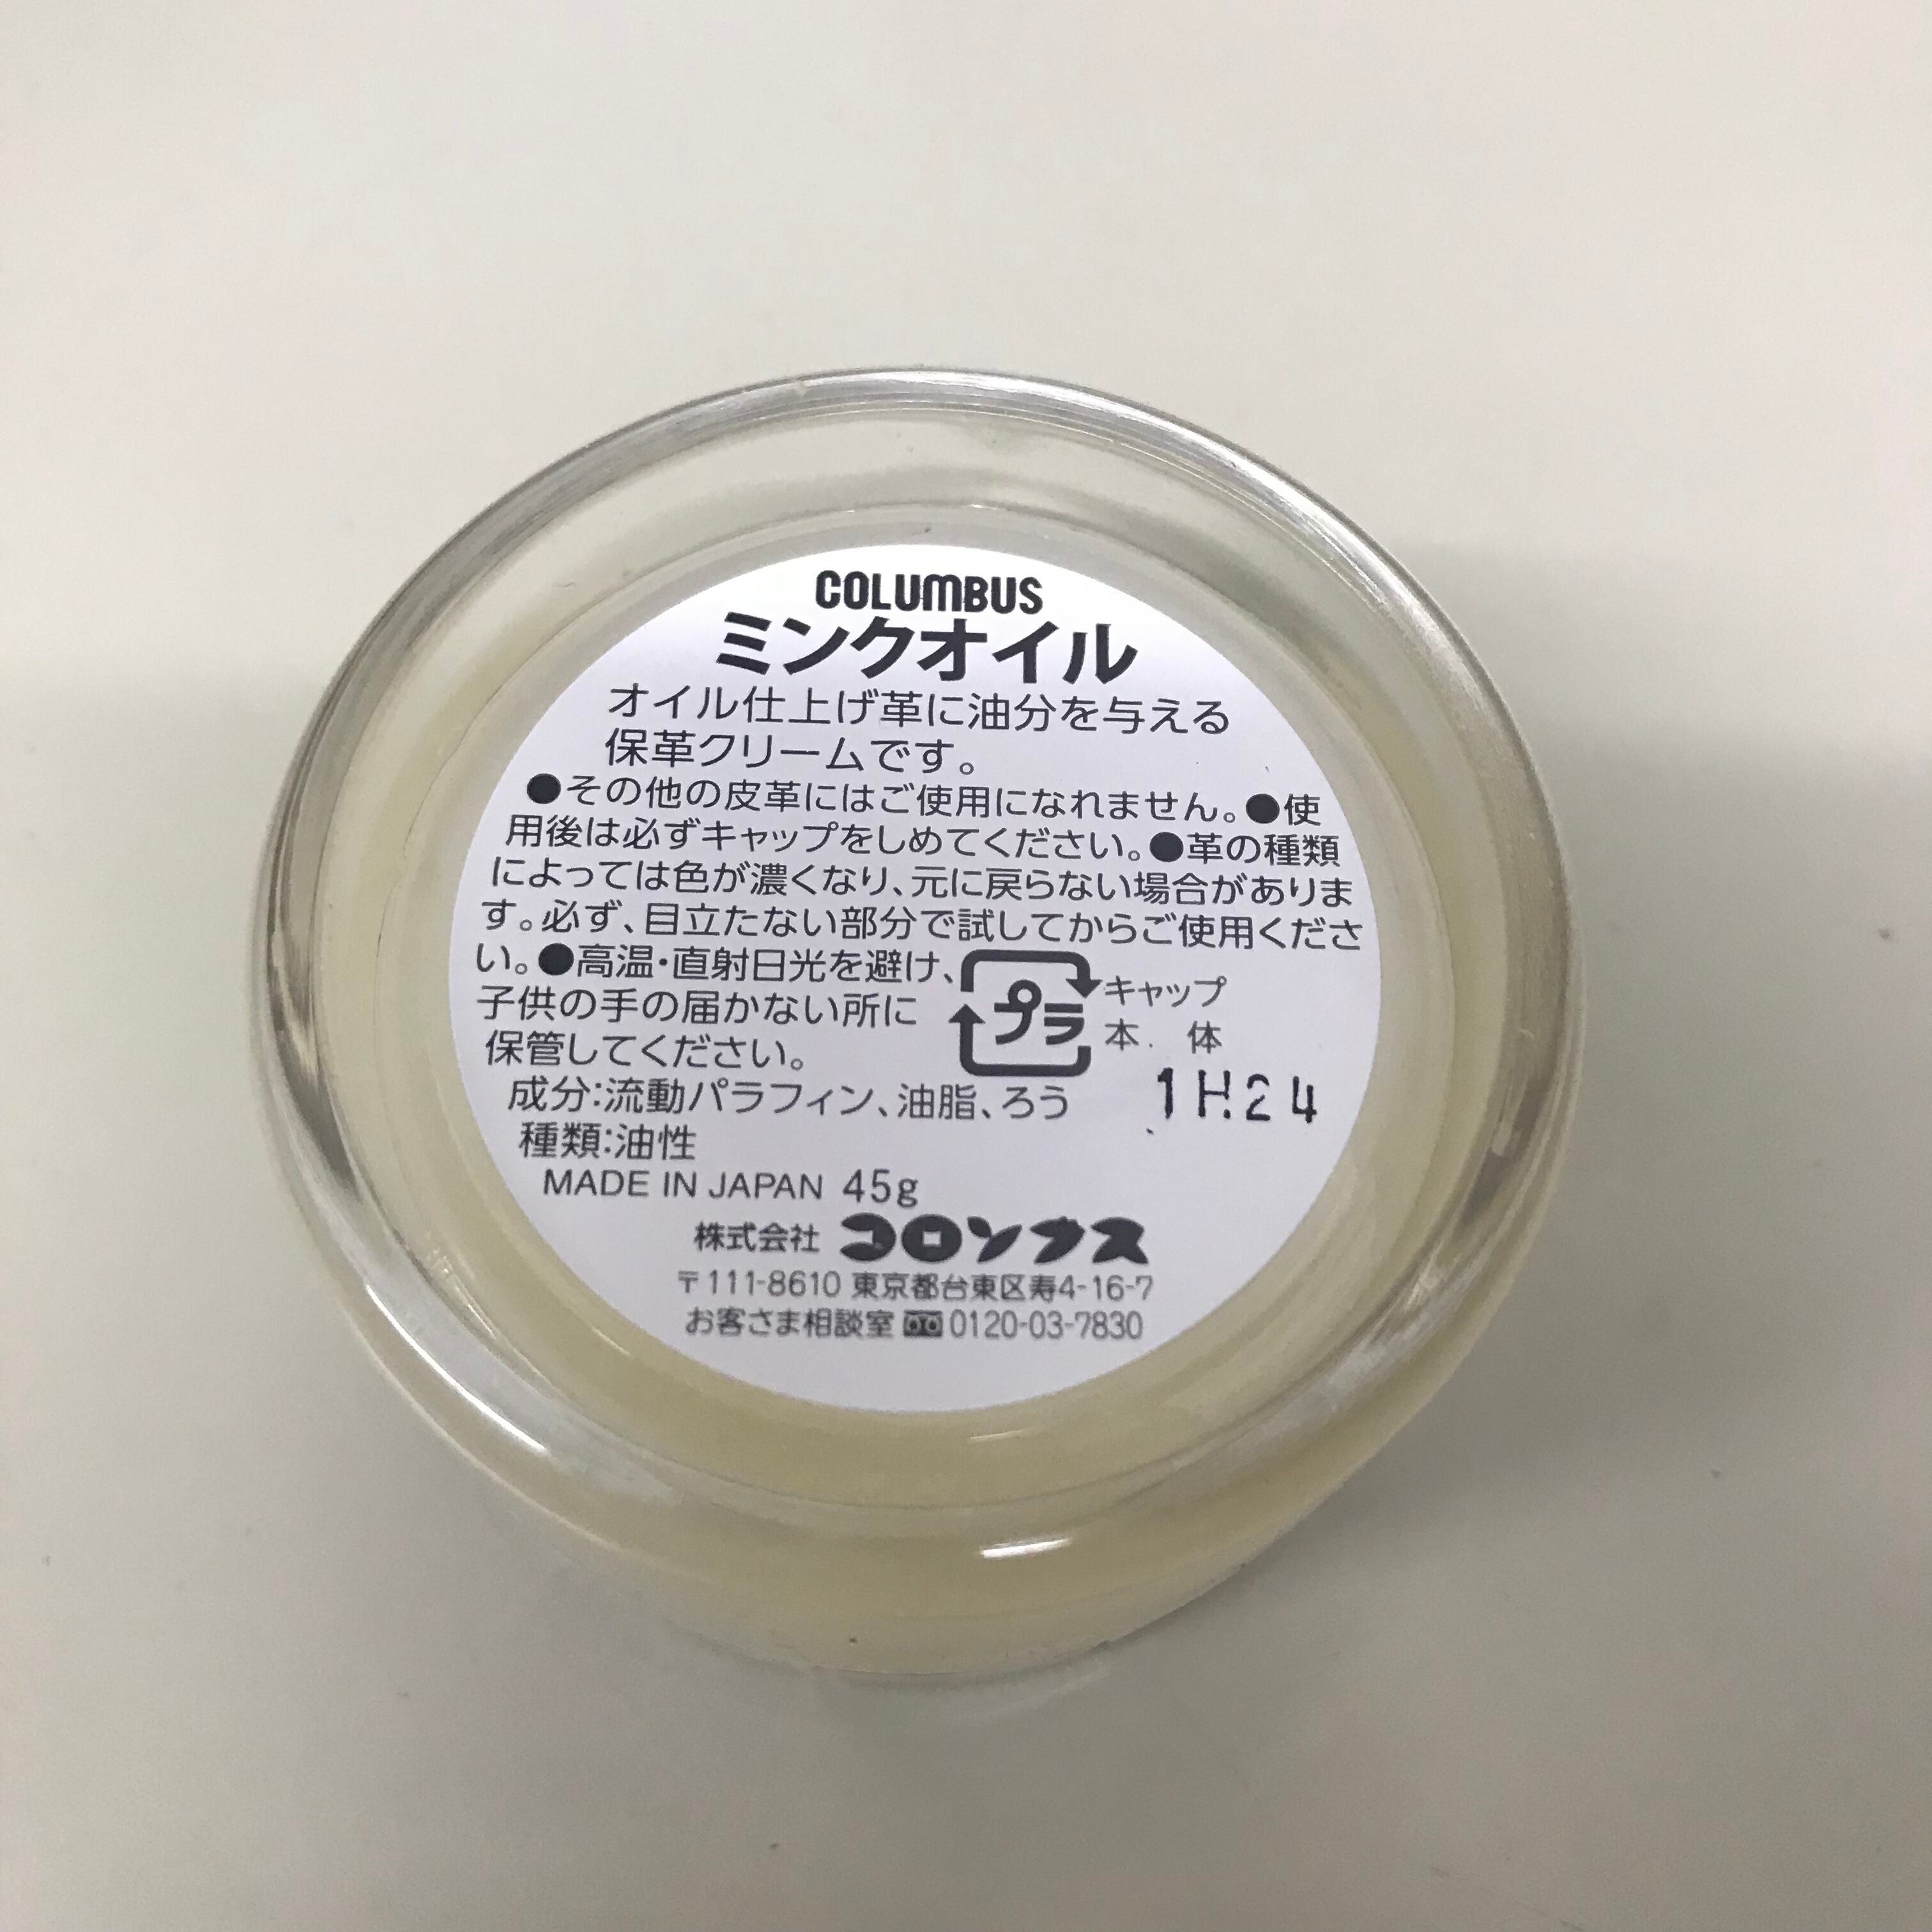 COLUMBUS
ミンクオイル
オイル仕上げ革に油分を与える
保革クリームです。
●その他の皮革にはご使用になれません。●使
用後は必ずキャップをしめてください。●革の種類
によっては色が濃くなり、元に戻らない場合がありま
す。必ず、目立たない部分で試してからご使用くださ
い。●高温・直射日光を避け、
子供の手の届かない所に
保管してください。
プラ
キャップ
本 体
成分:流動パラフィン、油脂、ろう
1H24
種類:油性
MADE IN JAPAN 45g
株式会社 コロンブス
〒111-8610 東京都台東区寿4-16-7
お客さま相談室 0120-03-7830